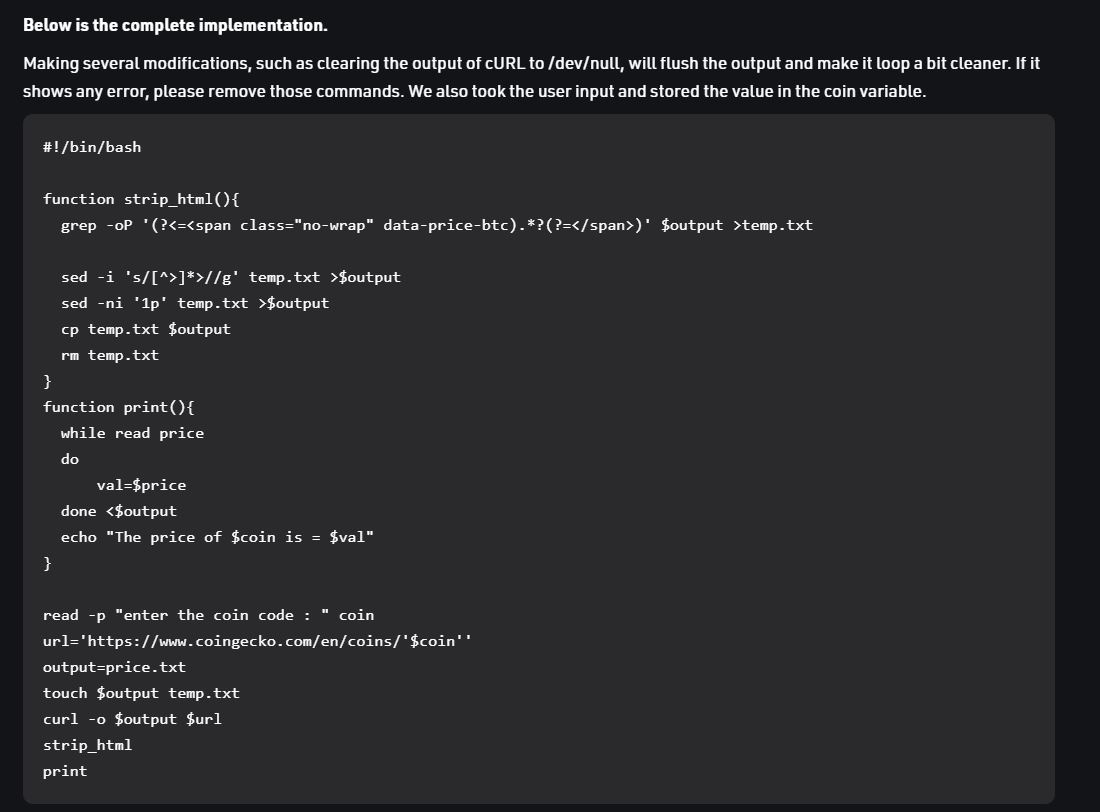 Below is the complete implementation.
Making several modifications, such as clearing the output of cURL to /dev/null, will flush the output and make it loop a bit cleaner. If it
shows any error, please remove those commands. We also took the user input and stored the value in the coin variable.
#!/bin/bash
function strip_html(){
  grep -oP '(?<=<span class="no-wrap" data-price-btc).*?(?=</span>)' $output >temp.txt
  sed -i 's/[^>]*>//g' temp.txt >$output
  sed -ni '1p' temp.txt >$output
  cp temp.txt $output
  rm temp.txt
}
function print(){
  while read price
  do
      val=$price
  done <$output
  echo "The price of $coin is = $val"
}
read -p "enter the coin code : " coin
url='https://www.coingecko.com/en/coins/'$coin''
output=price.txt
touch $output temp.txt
curl -o $output $url
strip_html
print